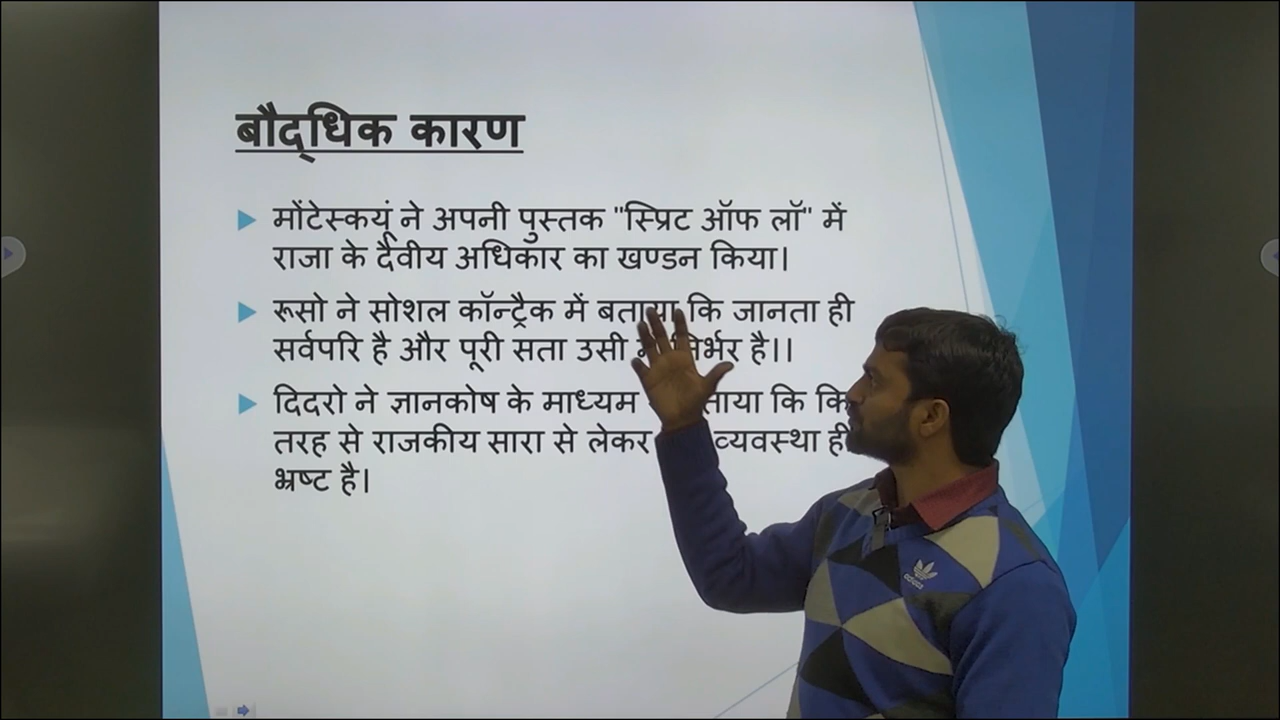 बौद्धिक कारण
मोंटेस्कयूं ने अपनी पुस्तक "स्प्रिट ऑफ लॉ" में
राजा के दैवीय अधिकार का खण्डन किया।
रूसो ने सोशल कॉन्ट्रैक में बताया कि जानता ही
सर्वपरि है और पूरी सता उसी निर्भर है।।
दिदरो ने ज्ञानकोष के माध्यम कि
तरह से राजकीय सारा से लेकर व्यवस्था ही
भ्रष्ट है।
adidas